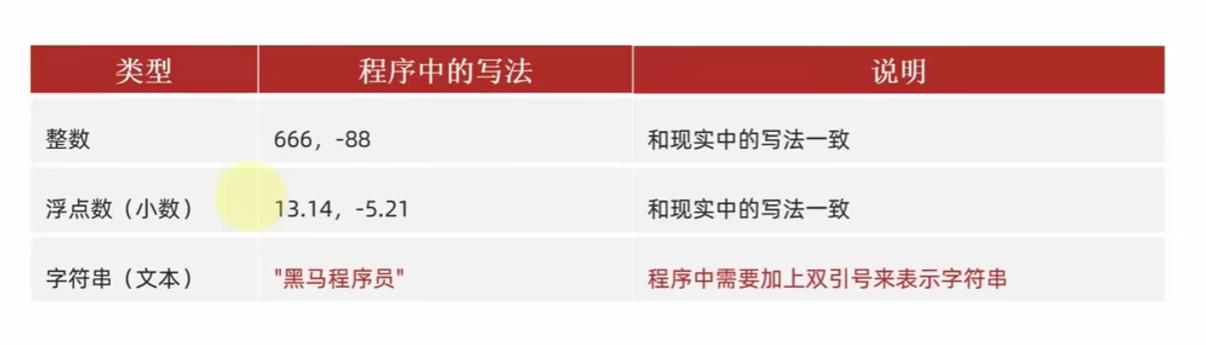 类型 程序中的写法 说明
整数 666，-88 和现实中的写法一致
浮点数（小数） 13.14，-5.21 和现实中的写法一致
字符串（文本） "黑马程序员" 程序中需要加上双引号来表示字符串